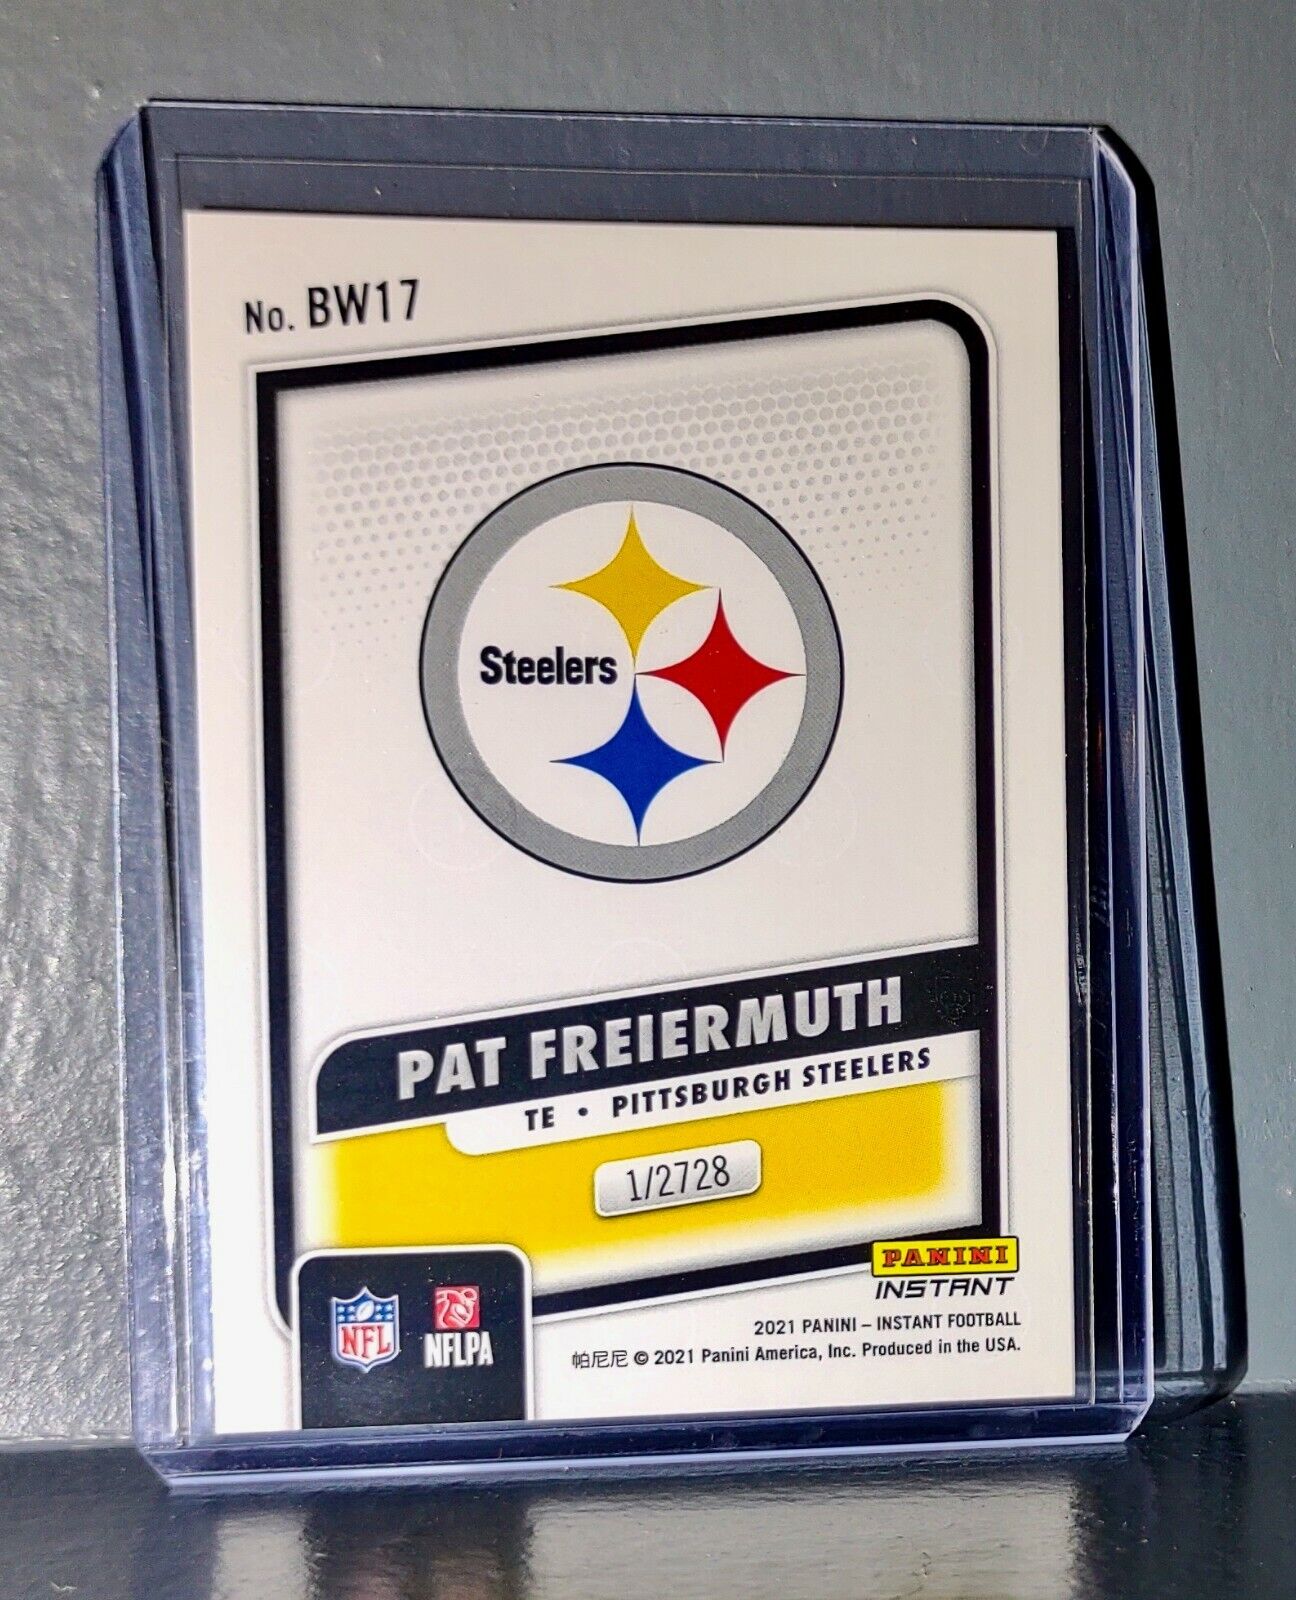 No. BW17
Steelers
PAT FREIERMUTH
TE • PITTSBURGH STEELERS
1/2728
PANINI
INSTANT
NFL
NFLPA
2021 PANINI – INSTANT FOOTBALL
帕尼尼 © 2021 Panini America, Inc. Produced in the USA.